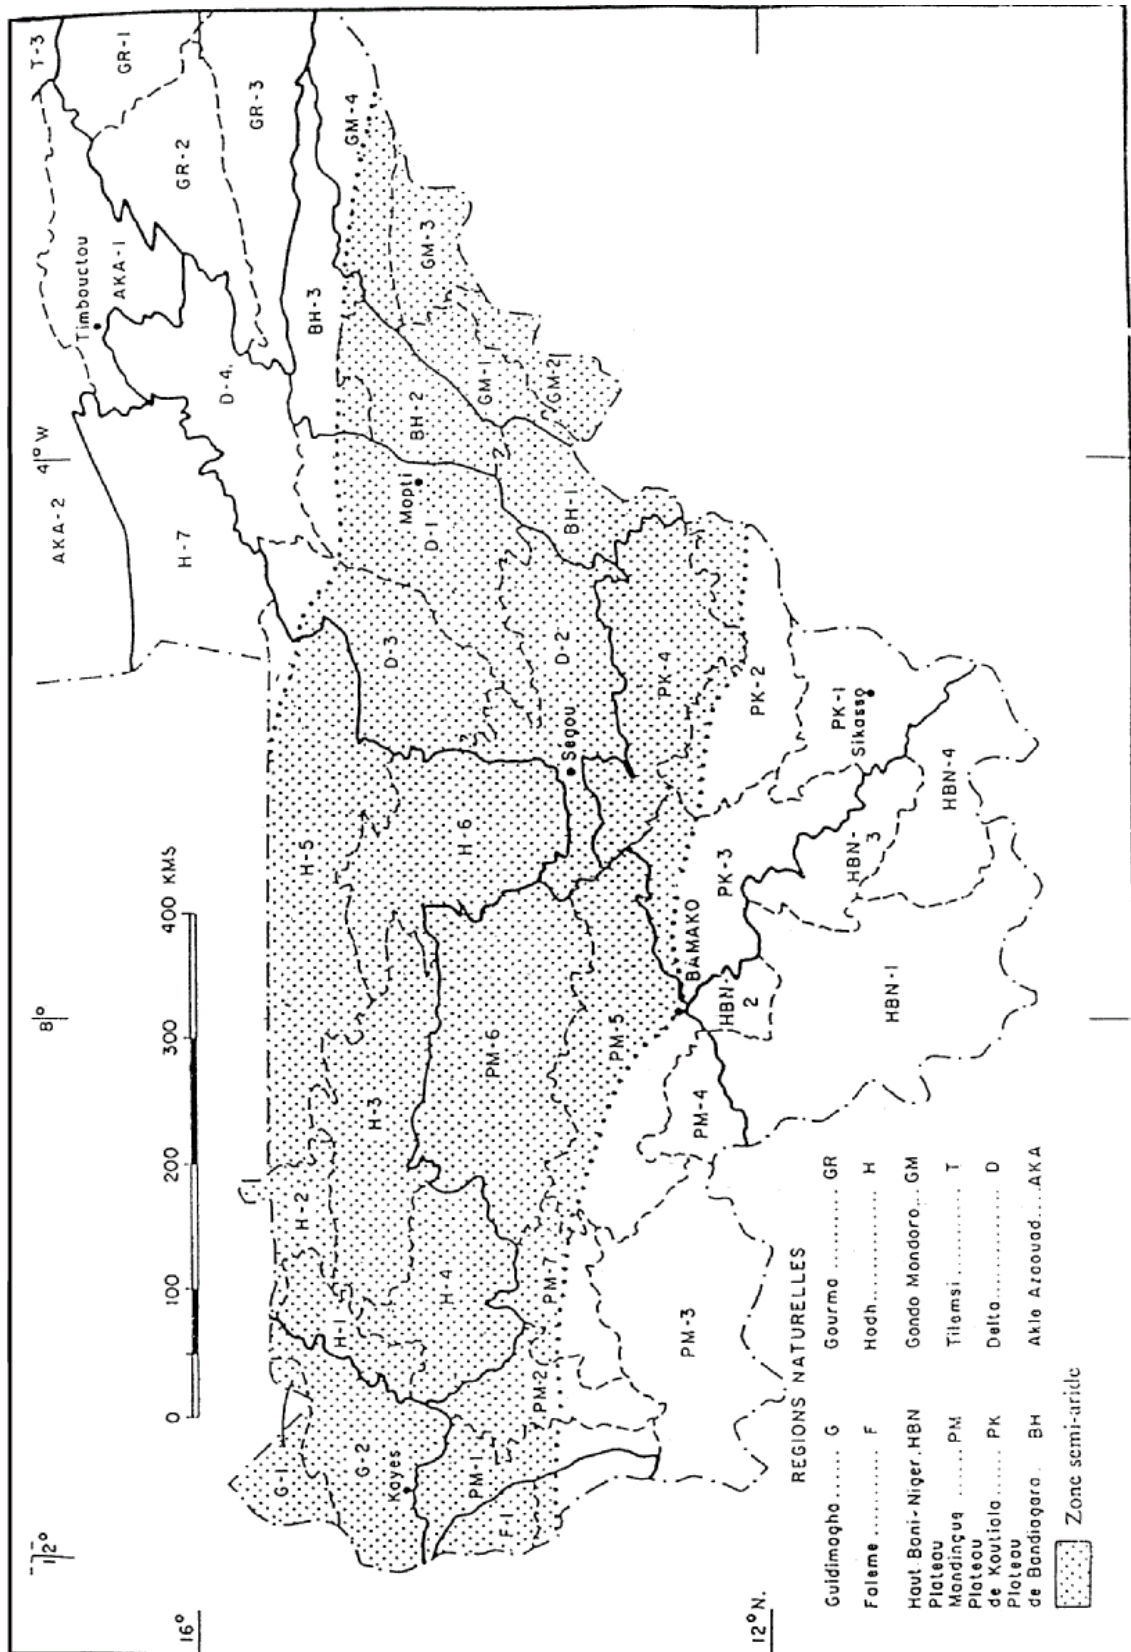 12°
8°
4°W
16°
12°N.
0 100 200 300 400 KMS
T-3
GR-1
GR-2
GR-3
GM-4
GM-3
GM-1
GM-2
AKA-2
AKA-1
Timbouctou
H-7
D-4.
BH-3
BH-2
BH-1
Mopti
D-1
D-3
D-2
Ségou
H-5
H-6
H-3
H-2
H-1
H-4
G-1
G-2
Kayes
PM-1
F-1
PM-2
PM-7
PM-6
PM-5
PM-4
PM-3
BAMAKO
PK-4
PK-2
PK-1
Sikasso
PK-3
HBN-2
HBN-3
HBN-4
HBN-1
REGIONS NATURELLES
Guidimagha ...... G
Faleme .......... F
Haut Bani-Niger. HBN
Plateau
Mandinçue ...... PM
Plateau
de Koutiala ...... PK
Plateau
de Bandiagara . BH
Gourma .......... GR
Hodh ............ H
Gondo Mondoro... GM
Tilemsi .......... T
Delta ............ D
Akle Azaouad.... AKA
Zone semi-aride